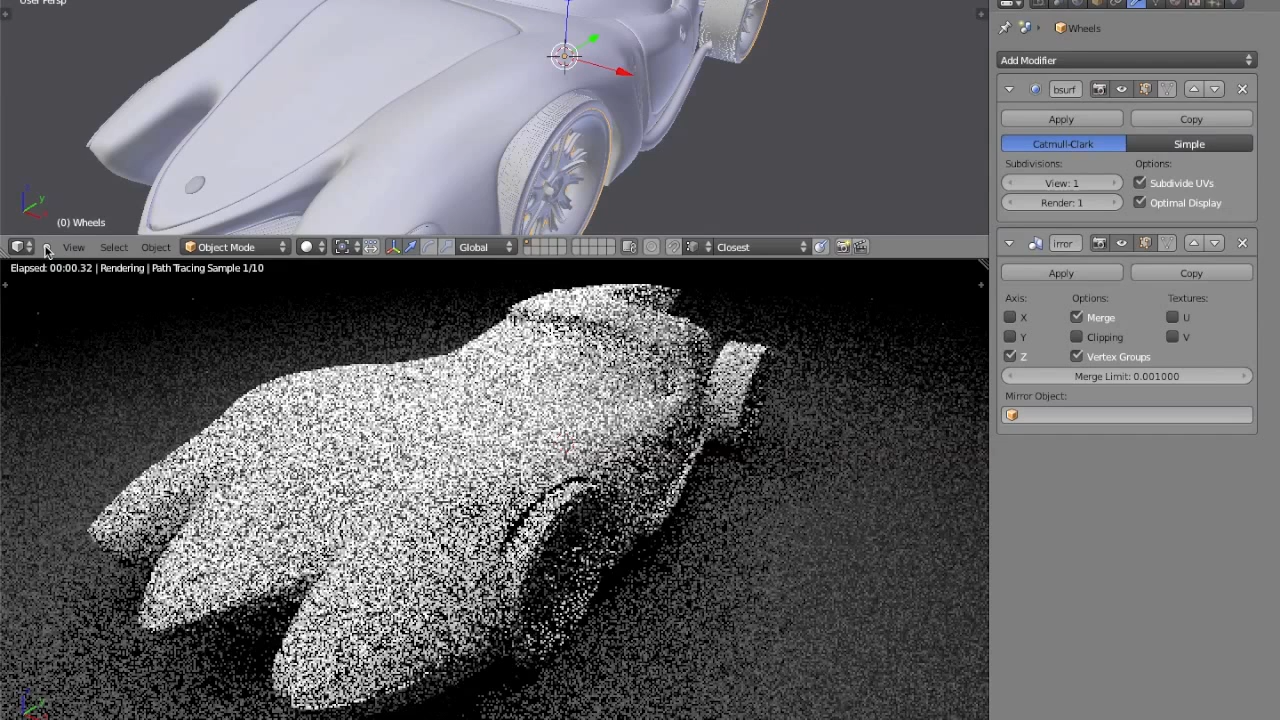 User Persp
Wheels
Add Modifier
bsurf
Apply Copy
Catmull-Clark Simple
Subdivisions: Options:
View: 1 Subdivide UVs
Render: 1 Optimal Display
(0) Wheels
View Select Object Object Mode Global Closest
irror
Elapsed: 00:00.32 | Rendering | Path Tracing Sample 1/10
Apply Copy
Axis: Options: Textures:
X Merge U
Y Clipping V
Z Vertex Groups
Merge Limit: 0.001000
Mirror Object: